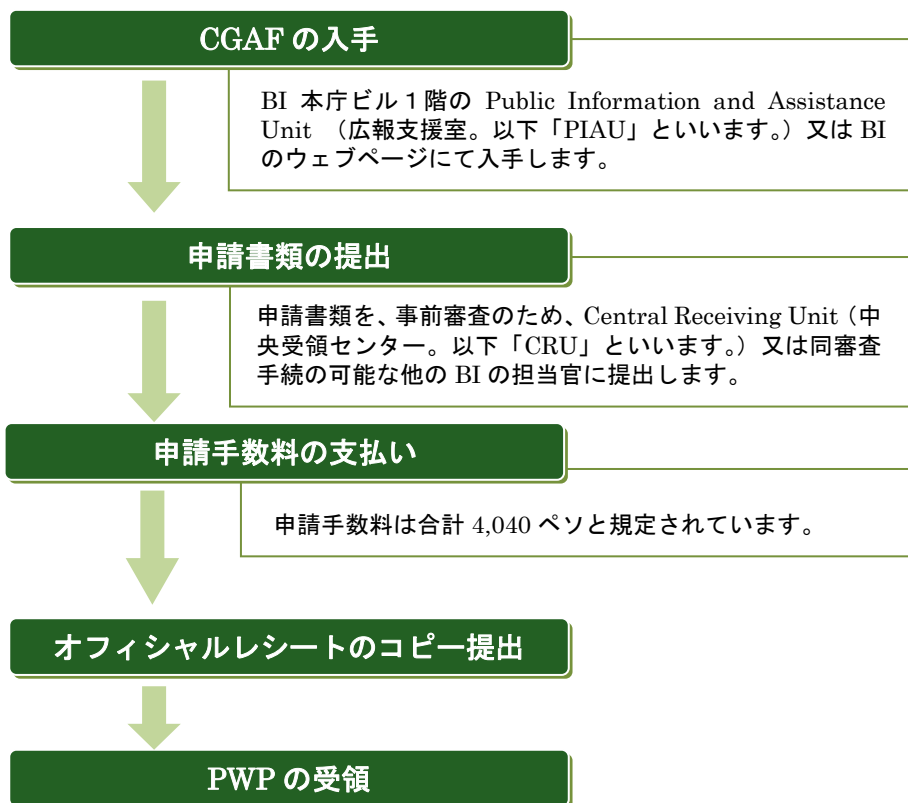 CGAF の入手
BI 本庁ビル１階の Public Information and Assistance
Unit （広報支援室。以下「PIAU」といいます。）又は BI
のウェブページにて入手します。
申請書類の提出
申請書類を、事前審査のため、Central Receiving Unit（中
央受領センター。以下「CRU」といいます。）又は同審査
手続の可能な他の BI の担当官に提出します。
申請手数料の支払い
申請手数料は合計 4,040 ペソと規定されています。
オフィシャルレシートのコピー提出
PWP の受領